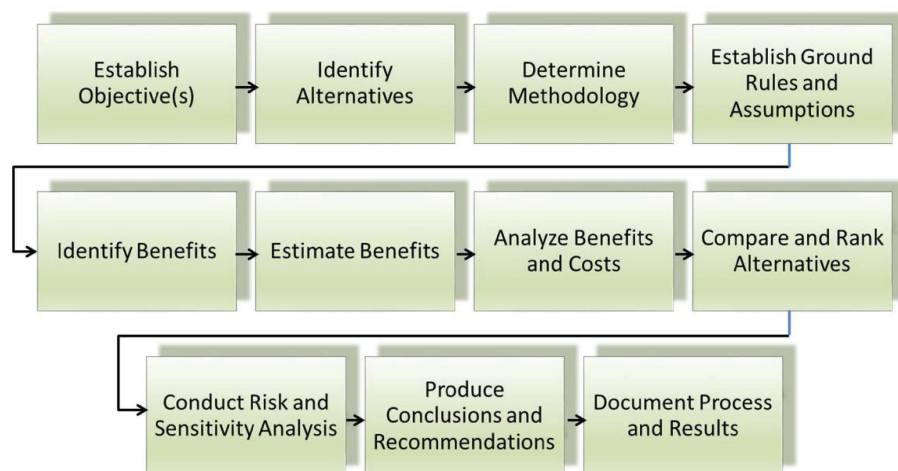 Establish
Objective(s)
Identify
Alternatives
Determine
Methodology
Establish Ground
Rules and
Assumptions
Identify Benefits
Estimate Benefits
Analyze Benefits
and Costs
Compare and Rank
Alternatives
Conduct Risk and
Sensitivity Analysis
Produce
Conclusions and
Recommendations
Document Process
and Results